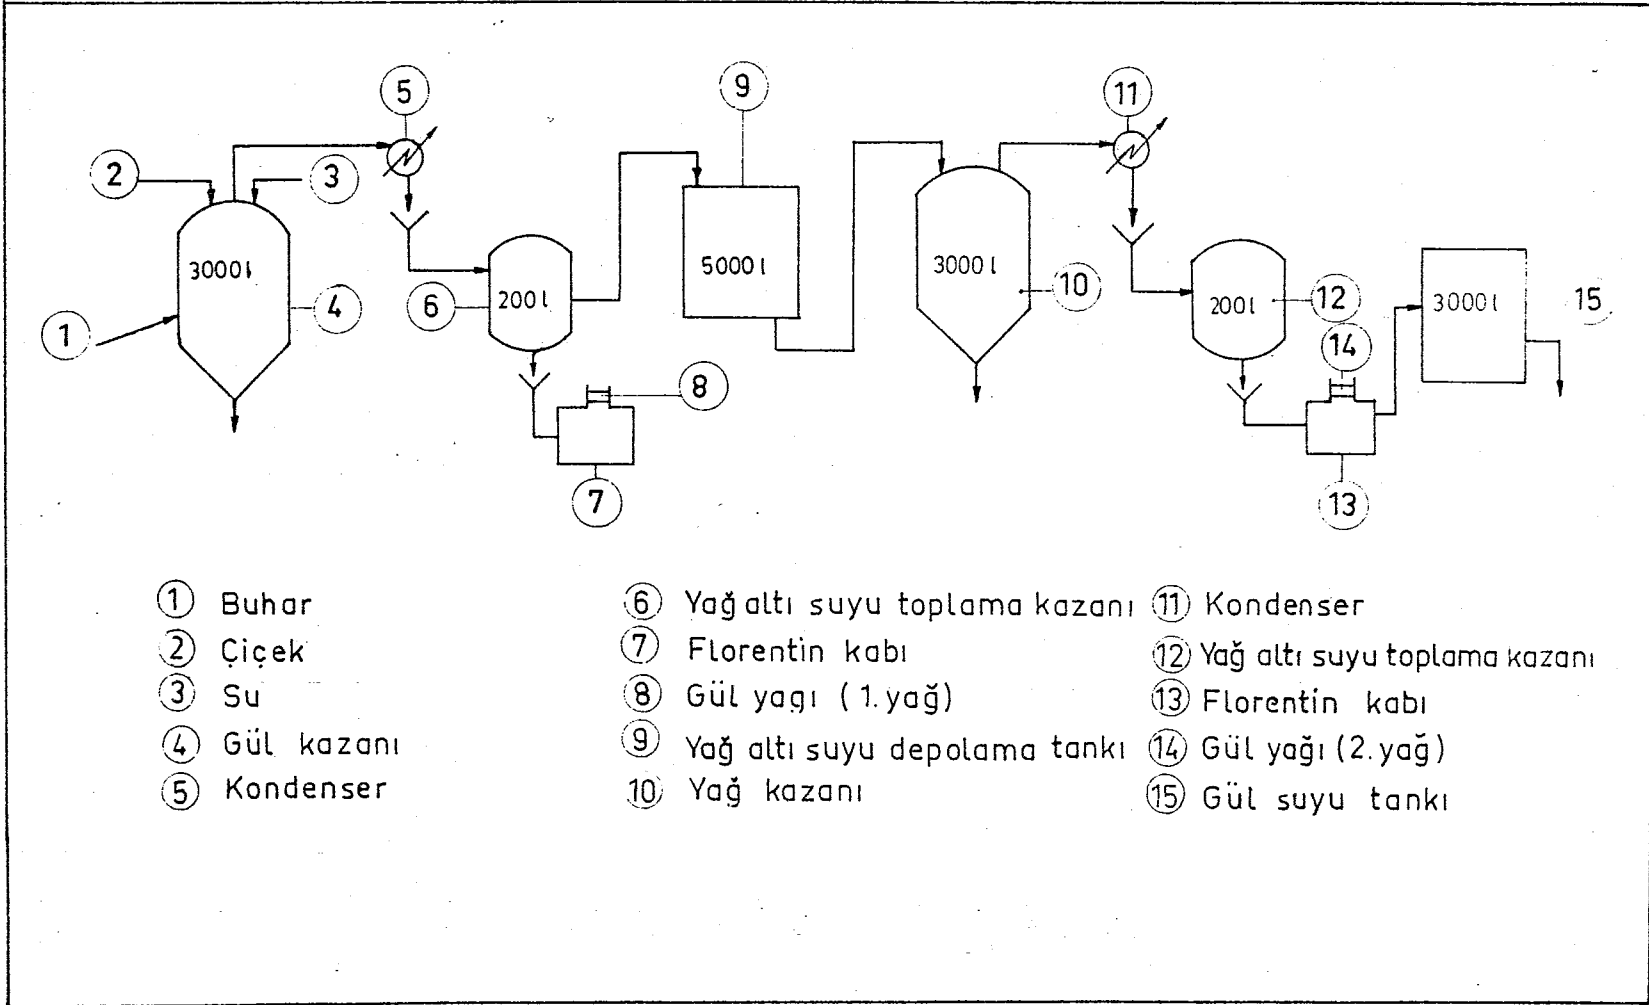 5
9
11
2
3
3000 l
4
1
6
200 l
5000 l
3000 l
10
200 l
12
3000 l
15
14
8
7
13
1 Buhar
2 Çiçek
3 Su
4 Gül kazanı
5 Kondenser
6 Yağ altı suyu toplama kazanı
7 Florentin kabı
8 Gül yagı (1. yağ)
9 Yağ altı suyu depolama tankı
10 Yağ kazanı
11 Kondenser
12 Yağ altı suyu toplama kazanı
13 Florentin kabı
14 Gül yağı (2. yağ)
15 Gül suyu tankı